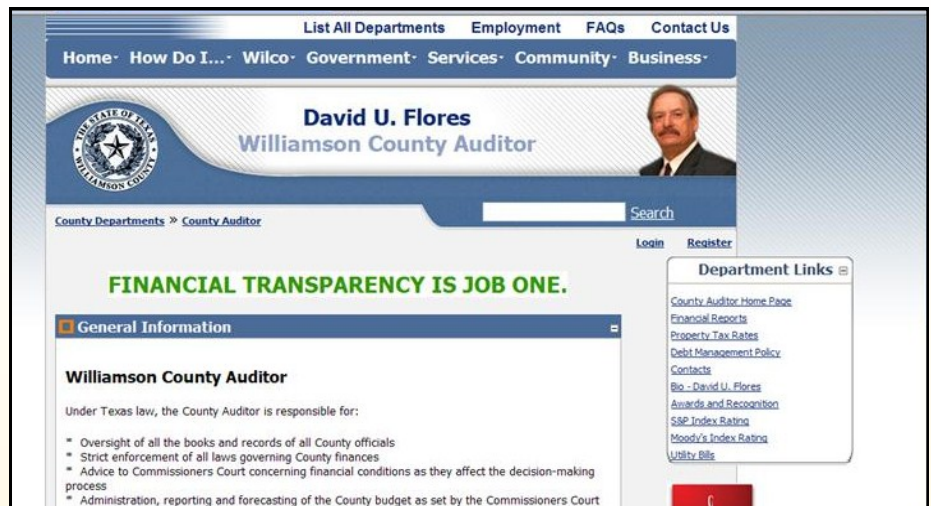 List All Departments Employment FAQs Contact Us
Home How Do I... Wilco Government Services Community Business
THE STATE OF TEXAS
WILLIAMSON COUNTY
David U. Flores
Williamson County Auditor
Search
County Departments » County Auditor
Login Register
FINANCIAL TRANSPARENCY IS JOB ONE.
Department Links
County Auditor Home Page
Financial Reports
Property Tax Rates
Debt Management Policy
Contacts
Bio - David U. Flores
Awards and Recognition
S&P Index Rating
Moody's Index Rating
Utility Bills
General Information
Williamson County Auditor
Under Texas law, the County Auditor is responsible for:
* Oversight of all the books and records of all County officials
* Strict enforcement of all laws governing County finances
* Advice to Commissioners Court concerning financial conditions as they affect the decision-making
process
* Administration, reporting and forecasting of the County budget as set by the Commissioners Court